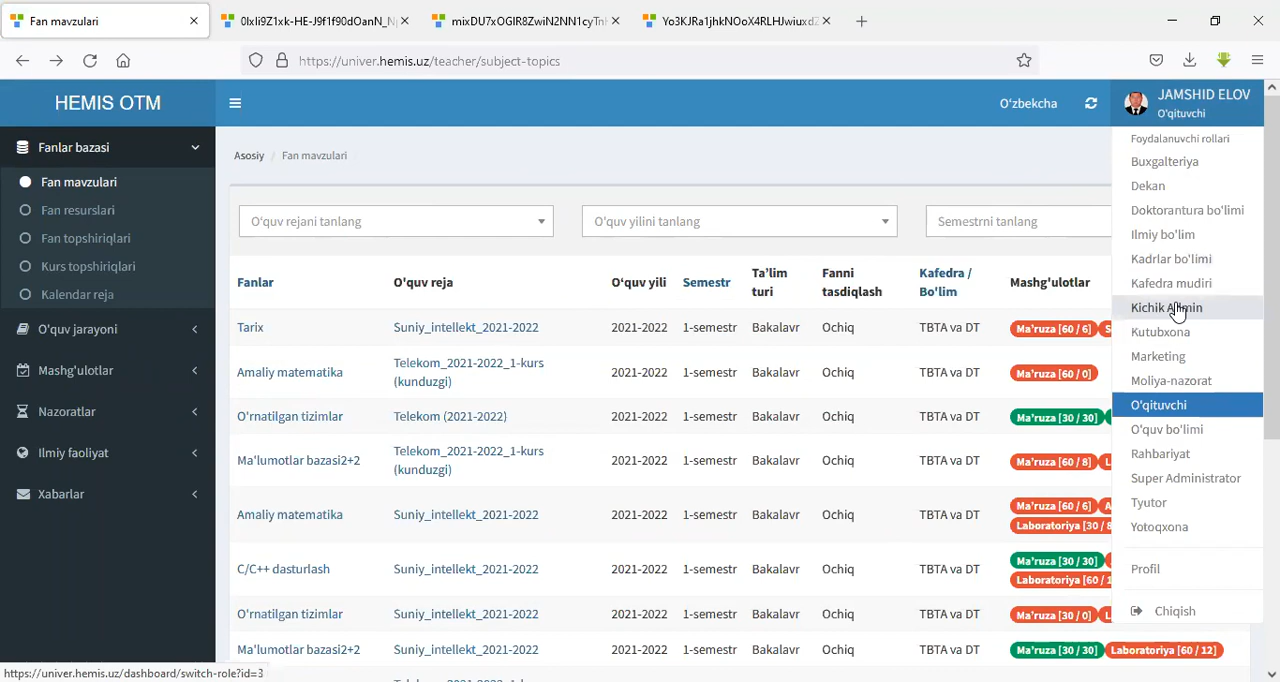 Fan mavzulari
mixDU7xOGIR8ZwiN2NN1cyTnH
https://univer.hemis.uz/teacher/subject-topics
HEMIS OTM
O'zbekcha
JAMSHID ELOV
O'qituvchi
Fanlar bazasi
Fan mavzulari
Fan resurslari
Fan topshiriqlari
Kurs topshiriqlari
Kalendar reja
O'quv jarayoni
Mashg'ulotlar
Nazoratlar
Ilmiy faoliyat
Xabarlar
Asosiy / Fan mavzulari
O'quv rejani tanlang
O'quv yilini tanlang
Semestrni tanlang
Fanlar O'quv reja O'quv yili Semestr Ta'lim turi Fanni tasdiqlash Kafedra / Bo'lim Mashg'ulotlar
Tarix Suniy_intellekt_2021-2022 2021-2022 1-semestr Bakalavr Ochiq TBTA va DT Ma'ruza [60 / 6]
Amaliy matematika Telekom_2021-2022_1-kurs (kunduzgi) 2021-2022 1-semestr Bakalavr Ochiq TBTA va DT Ma'ruza [60 / 0]
O'rnatilgan tizimlar Telekom (2021-2022) 2021-2022 1-semestr Bakalavr Ochiq TBTA va DT Ma'ruza [30 / 30]
Ma'lumotlar bazasi2+2 Telekom_2021-2022_1-kurs (kunduzgi) 2021-2022 1-semestr Bakalavr Ochiq TBTA va DT Ma'ruza [60 / 8]
Amaliy matematika Suniy_intellekt_2021-2022 2021-2022 1-semestr Bakalavr Ochiq TBTA va DT Ma'ruza [60 / 6] Laboratoriya [30 / 8
C/C++ dasturlash Suniy_intellekt_2021-2022 2021-2022 1-semestr Bakalavr Ochiq TBTA va DT Ma'ruza [30 / 30] Laboratoriya [60 / 1
O'rnatilgan tizimlar Suniy_intellekt_2021-2022 2021-2022 1-semestr Bakalavr Ochiq TBTA va DT Ma'ruza [30 / 0]
Ma'lumotlar bazasi2+2 Suniy_intellekt_2021-2022 2021-2022 1-semestr Bakalavr Ochiq TBTA va DT Ma'ruza [30 / 30] Laboratoriya [60 / 12]
Foydalanuvchi rollari
Buxgalteriya
Dekan
Doktorantura bo'limi
Ilmiy bo'lim
Kadrlar bo'limi
Kafedra mudiri
Kichik Admin
Kutubxona
Marketing
Moliya-nazorat
O'qituvchi
O'quv bo'limi
Rahbariyat
Super Administrator
Tyutor
Yotoqxona
Profil
Chiqish
https://univer.hemis.uz/dashboard/switch-role?id=3